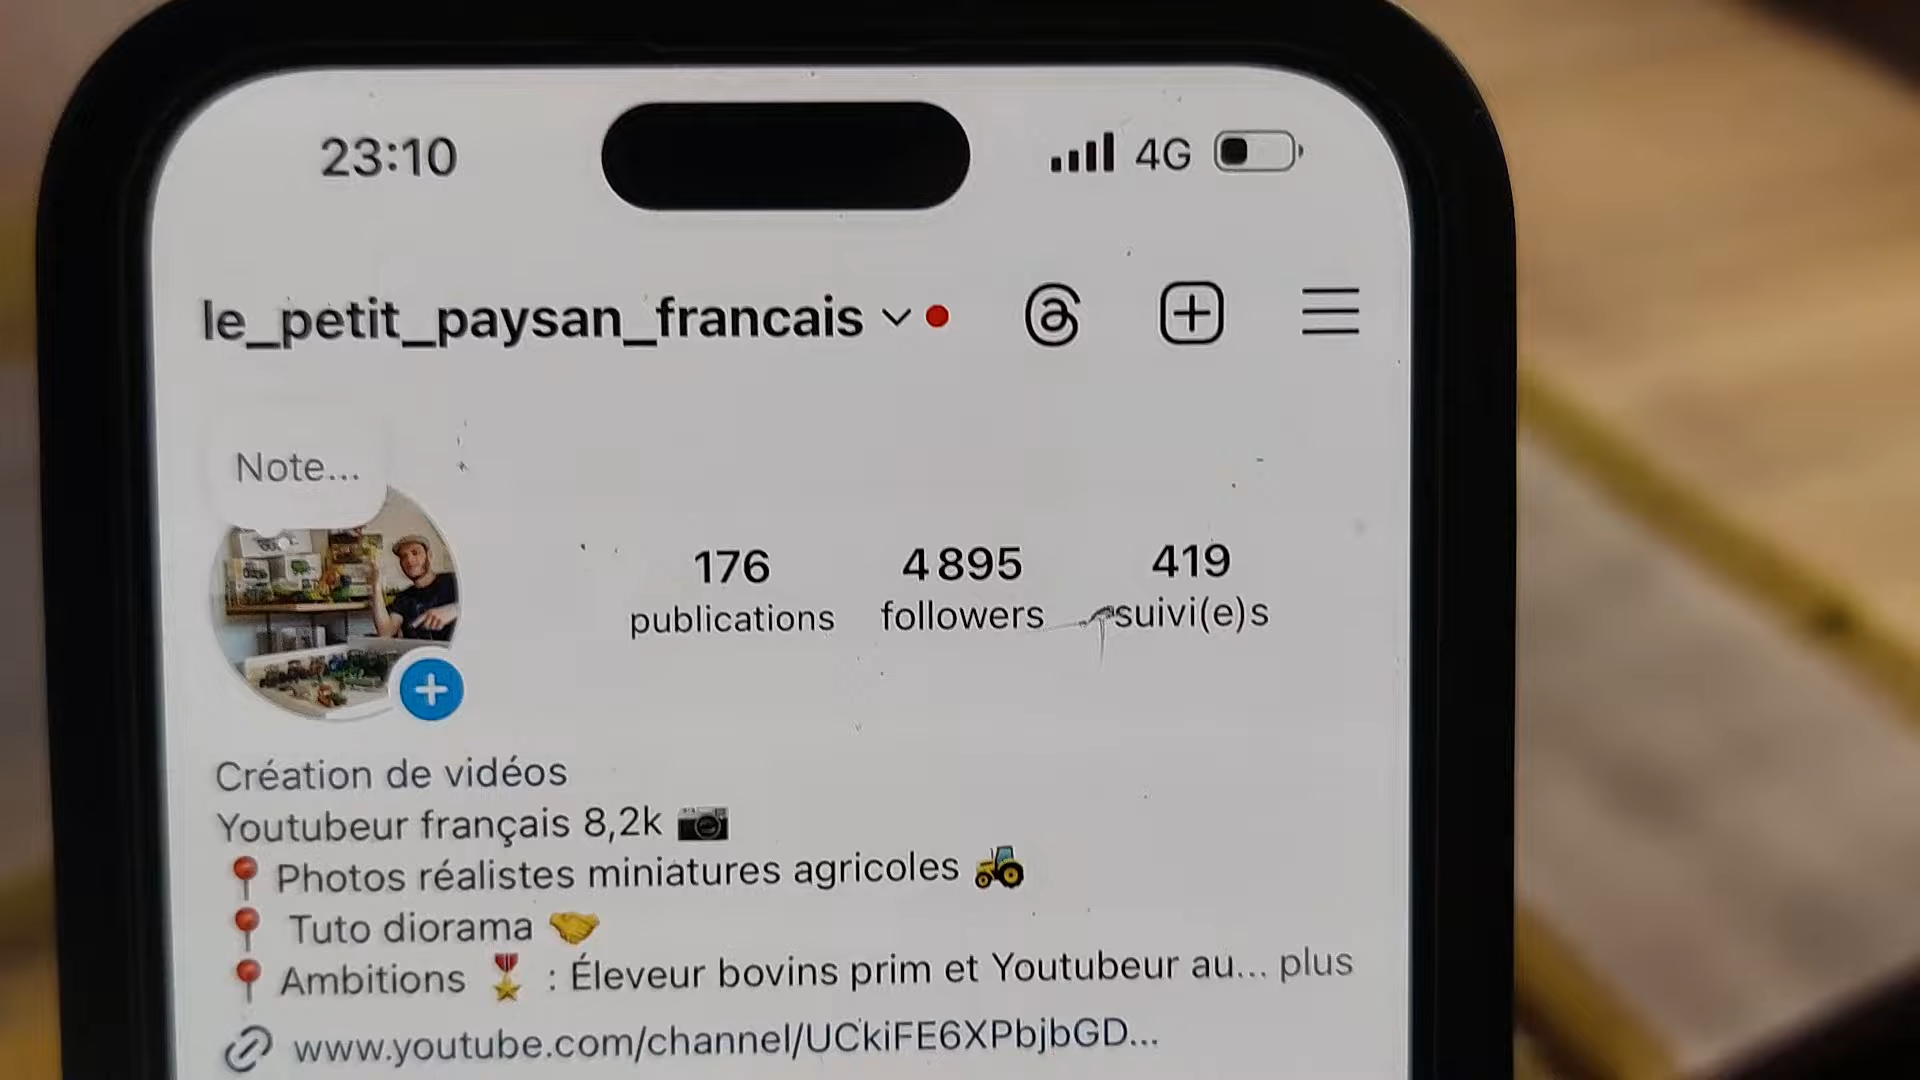 23:10 4G
le_petit_paysan_francais
Note...
176 4 895 419
publications followers suivi(e)s
Création de vidéos
Youtubeur français 8,2k 📷
📍 Photos réalistes miniatures agricoles 🚜
📍 Tuto diorama 🤝
📍 Ambitions 🎖️ : Éleveur bovins prim et Youtubeur au... plus
www.youtube.com/channel/UCkiFE6XPbjbGD...